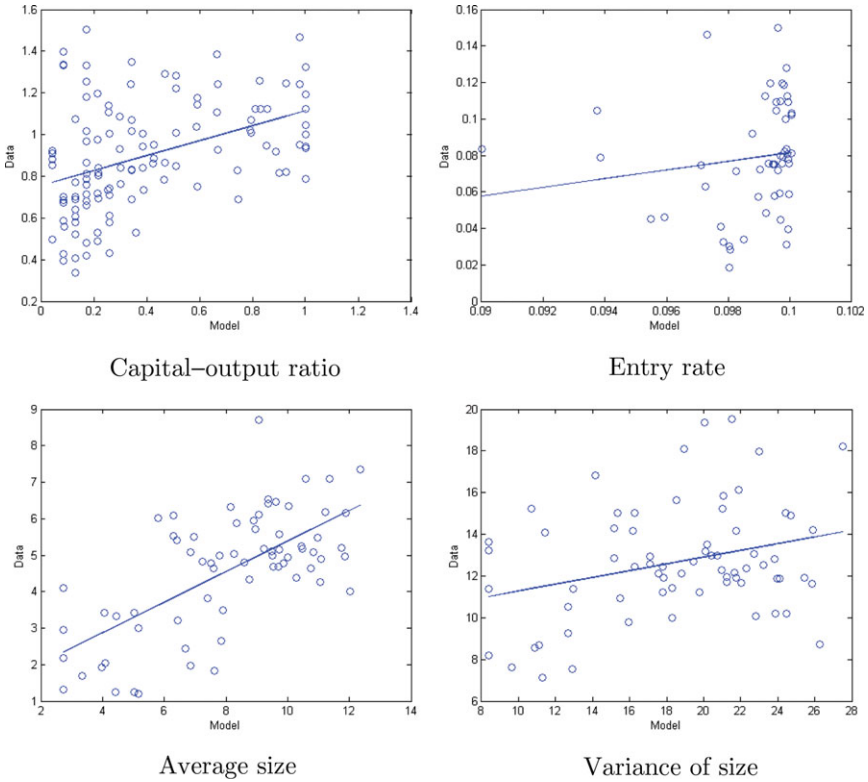 1.6
1.4
1.2
1
0.8
0.6
0.4
0.2
Data
0 0.2 0.4 0.6 0.8 1 1.2 1.4
Model
Capital–output ratio
0.16
0.14
0.12
0.1
0.08
0.06
0.04
0.02
0
Data
0.09 0.092 0.094 0.096 0.098 0.1 0.102
Model
Entry rate
9
8
7
6
5
4
3
2
1
Data
2 4 6 8 10 12 14
Model
Average size
20
18
16
14
12
10
8
6
Data
8 10 12 14 16 18 20 22 24 26 28
Model
Variance of size